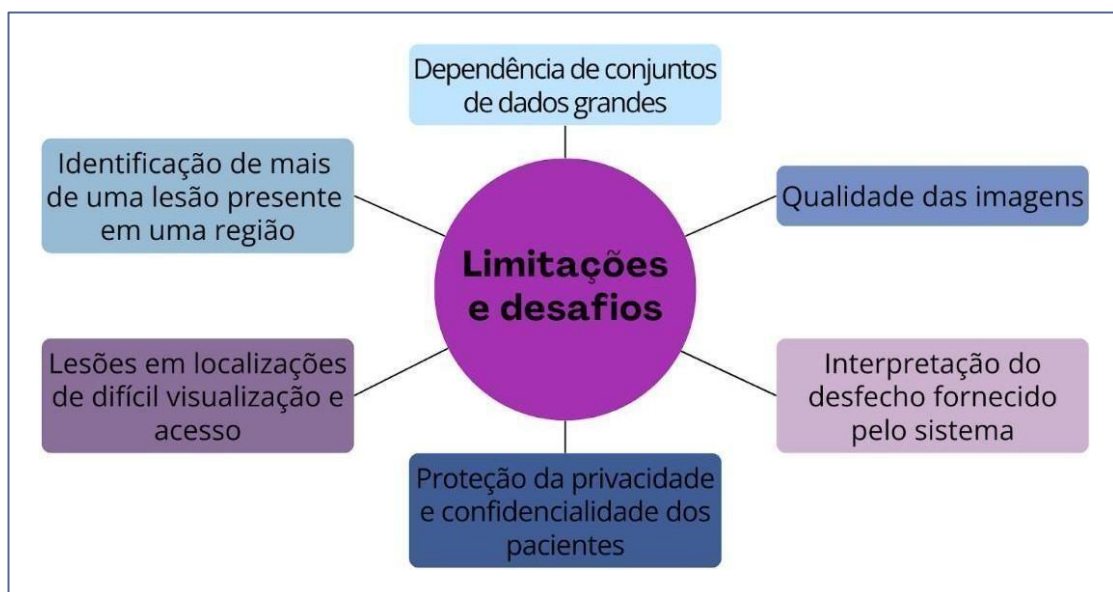 Dependência de conjuntos
de dados grandes
Identificação de mais
de uma lesão presente
em uma região
Qualidade das imagens
Limitações
e desafios
Lesões em localizações
de difícil visualização e
acesso
Interpretação do
desfecho fornecido
pelo sistema
Proteção da privacidade
e confidencialidade dos
pacientes